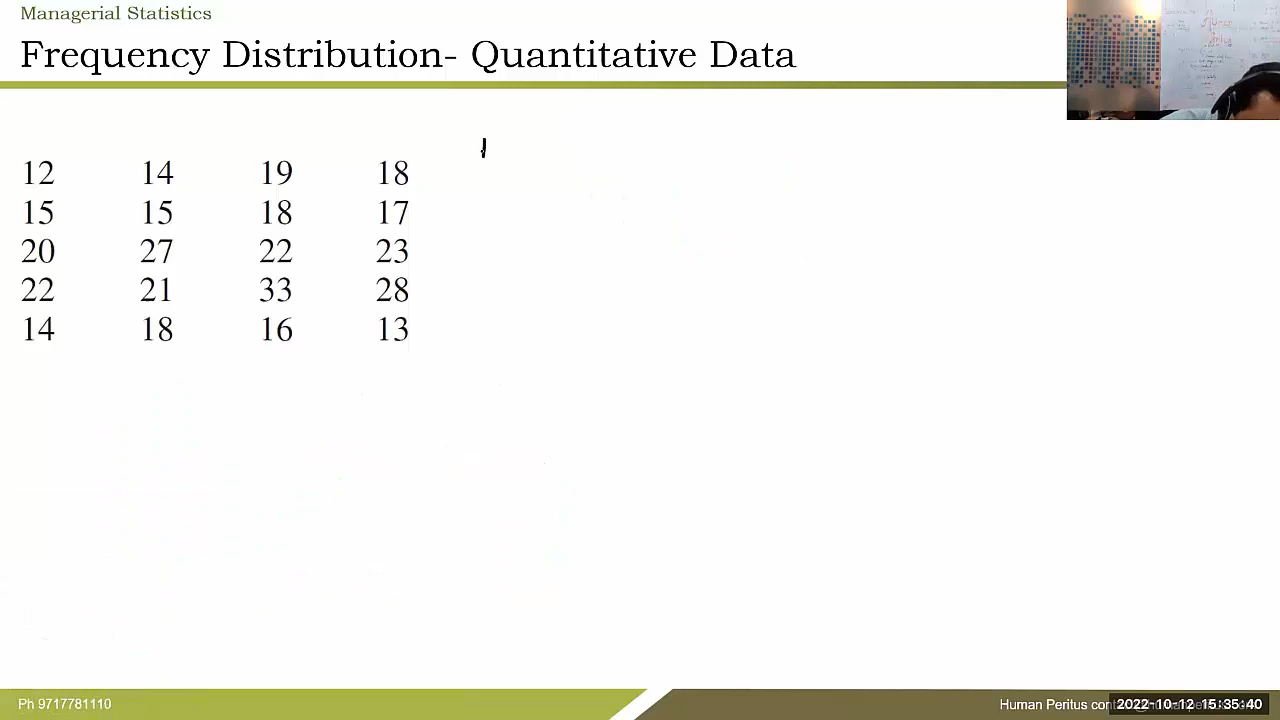 Managerial Statistics
Frequency Distribution- Quantitative Data
12 14 19 18
15 15 18 17
20 27 22 23
22 21 33 28
14 18 16 13
Ph 9717781110
Human Peritus
2022-10-12 15:35:40